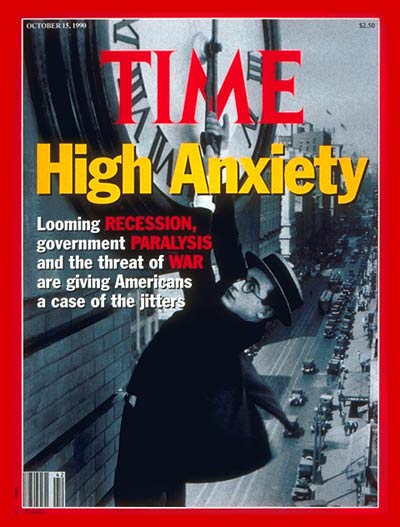 OCTOBER 15, 1990
$2.50
TIME
High Anxiety
Looming RECESSION,
government PARALYSIS
and the threat of WAR
are giving Americans
a case of the jitters
42